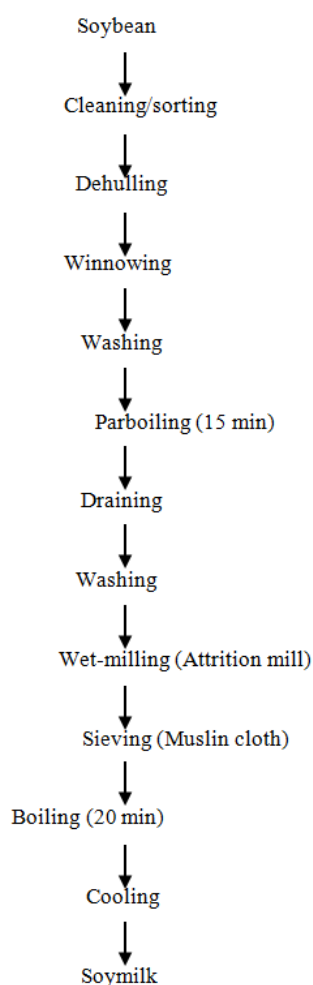 Soybean
Cleaning/sorting
Dehulling
Winnowing
Washing
Parboiling (15 min)
Draining
Washing
Wet-milling (Attrition mill)
Sieving (Muslin cloth)
Boiling (20 min)
Cooling
Soymilk